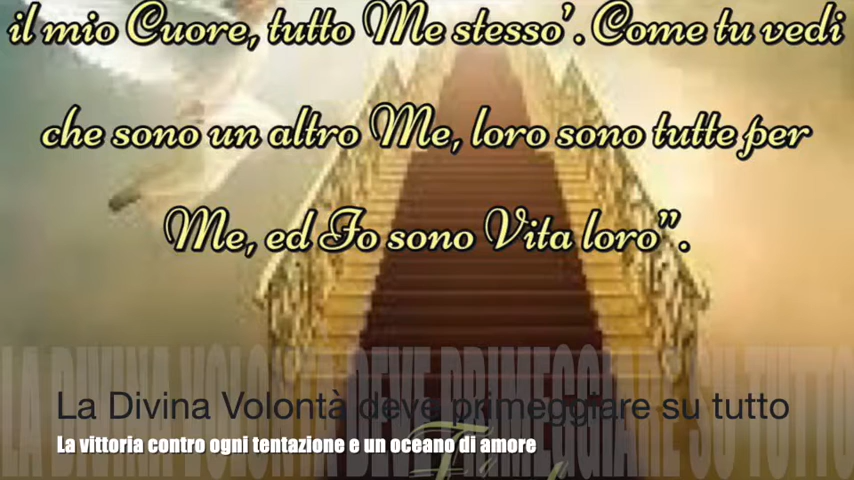 il mio Cuore, tutto Me stesso’. Come tu vedi
che sono un altro Me, loro sono tutte per
Me, ed Io sono Vita loro”.
LA DIVINA VOLONTÀ DEVE PRIMEGGIARE SU TUTTO
La Divina Volontà deve primeggiare su tutto
La vittoria contro ogni tentazione e un oceano di amore